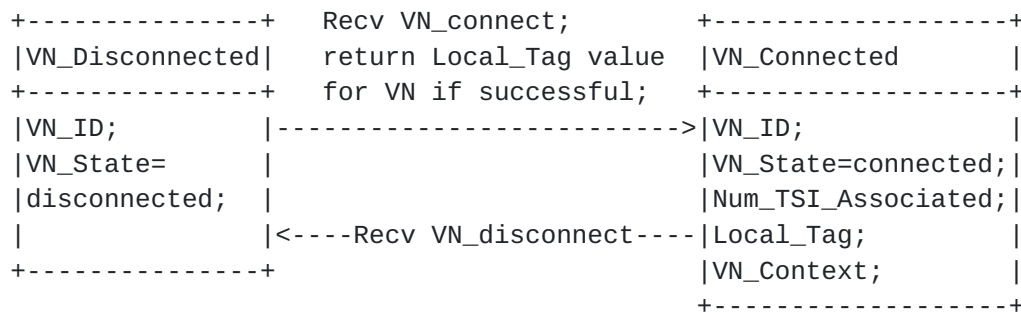 +---------------+   Recv VN_connect;        +-------------------+
|VN_Disconnected|   return Local_Tag value  |VN_Connected       |
+---------------+   for VN if successful;   +-------------------+
|VN_ID;         |-------------------------->|VN_ID;             |
|VN_State=      |                           |VN_State=connected;|
|disconnected;  |                           |Num_TSI_Associated;|
|               |<----Recv VN_disconnect----|Local_Tag;         |
+---------------+                           |VN_Context;        |
                                            +-------------------+